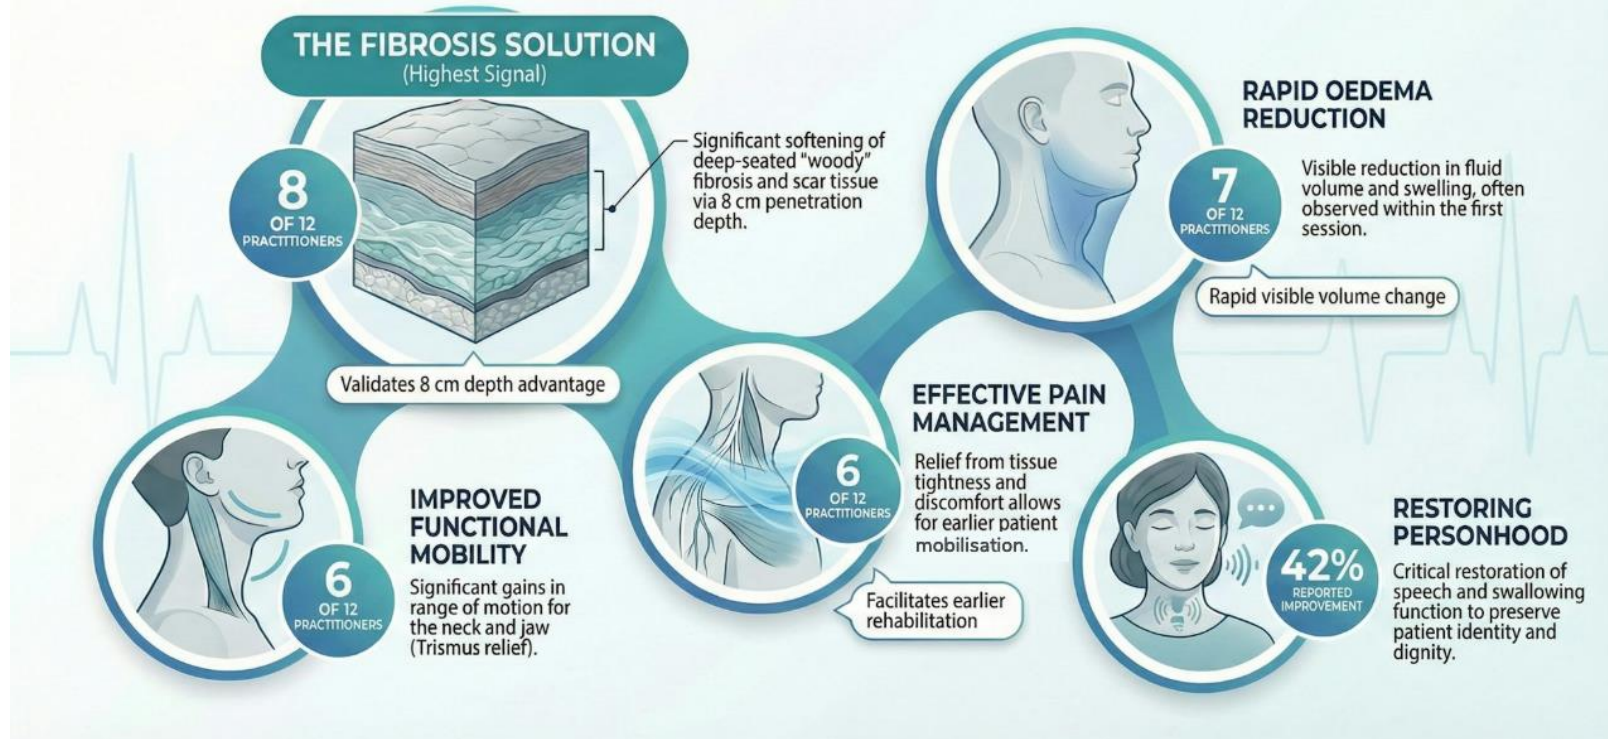 THE FIBROSIS SOLUTION
(Highest Signal)
8
OF 12
PRACTITIONERS
Significant softening of
deep-seated "woody"
fibrosis and scar tissue
via 8 cm penetration
depth.
Validates 8 cm depth advantage
RAPID OEDEMA
REDUCTION
7
OF 12
PRACTITIONERS
Visible reduction in fluid
volume and swelling, often
observed within the first
session.
Rapid visible volume change
IMPROVED
FUNCTIONAL
MOBILITY
6
OF 12
PRACTITIONERS
Significant gains in
range of motion for
the neck and jaw
(Trismus relief).
EFFECTIVE PAIN
MANAGEMENT
6
OF 12
PRACTITIONERS
Relief from tissue
tightness and
discomfort allows
for earlier patient
mobilisation.
Facilitates earlier
rehabilitation
RESTORING
PERSONHOOD
42%
REPORTED
IMPROVEMENT
Critical restoration of
speech and swallowing
function to preserve
patient identity and
dignity.